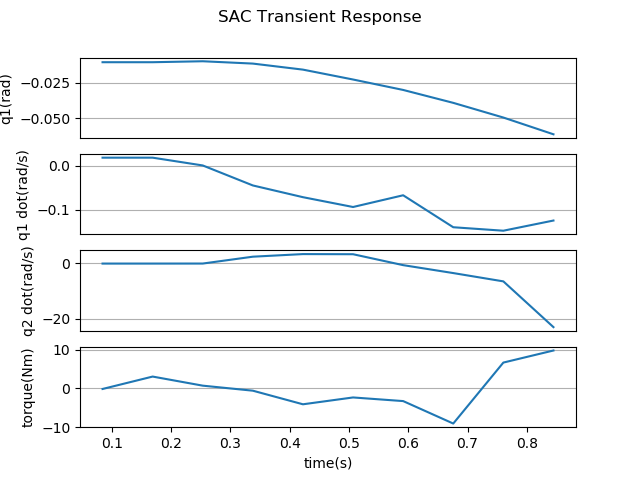 SAC Transient Response
q1(rad)
−0.025
−0.050
q1 dot(rad/s)
0.0
−0.1
q2 dot(rad/s)
0
−20
torque(Nm)
10
0
−10
0.1 0.2 0.3 0.4 0.5 0.6 0.7 0.8
time(s)